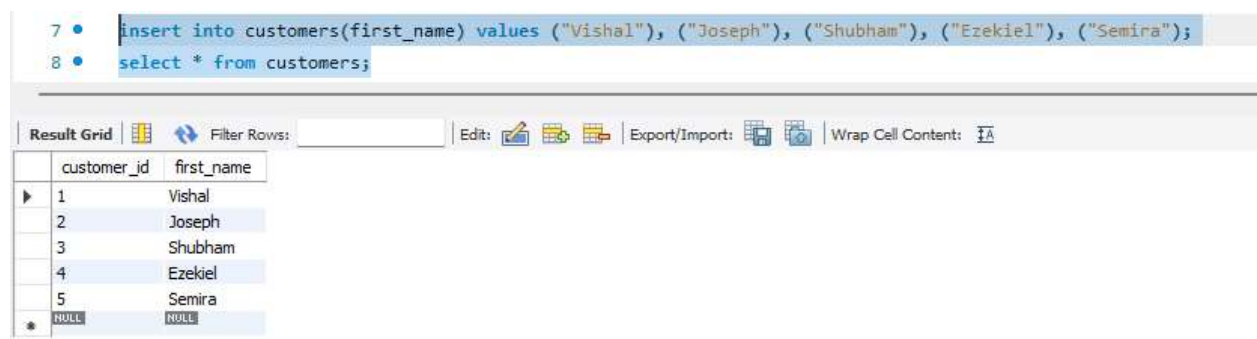 7 insert into customers(first_name) values ("Vishal"), ("Joseph"), ("Shubham"), ("Ezekiel"), ("Semira");
8 select * from customers;
Result Grid Filter Rows: Edit: Export/Import: Wrap Cell Content: IA
customer_id first_name
1 Vishal
2 Joseph
3 Shubham
4 Ezekiel
5 Semira
NULL NULL